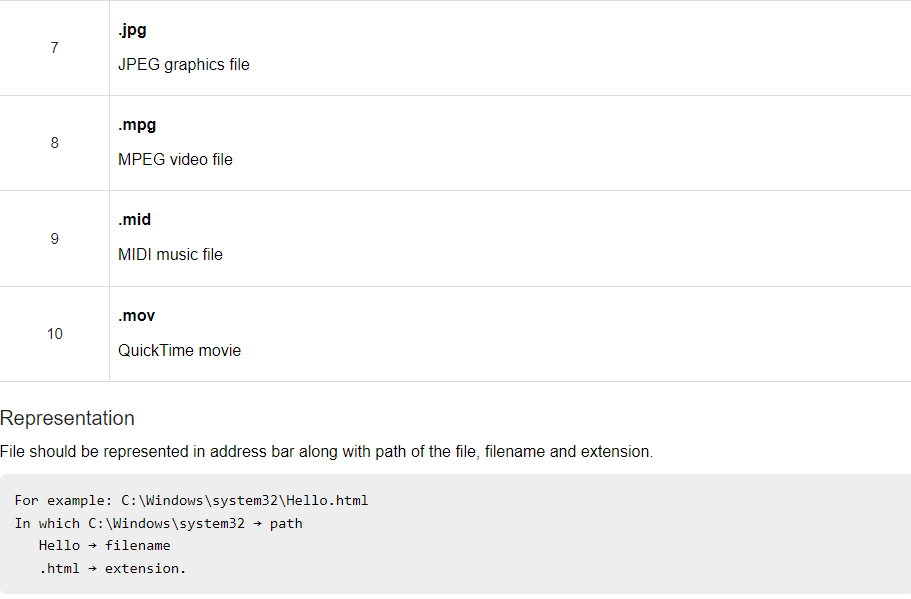 7
.jpg
JPEG graphics file
8
.mpg
MPEG video file
9
.mid
MIDI music file
10
.mov
QuickTime movie
Representation
File should be represented in address bar along with path of the file, filename and extension.
For example: C:\Windows\system32\Hello.html
In which C:\Windows\system32 → path
Hello → filename
.html → extension.